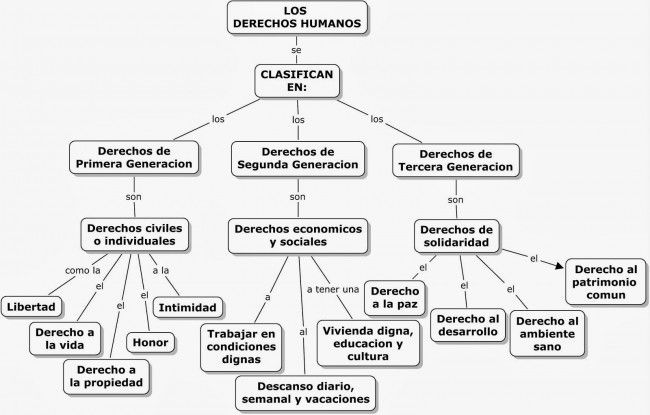 LOS
DERECHOS HUMANOS
se
CLASIFICAN
EN:
los
los
los
Derechos de
Primera Generacion
Derechos de
Segunda Generacion
Derechos de
Tercera Generacion
son
son
son
Derechos civiles
o individuales
Derechos economicos
y sociales
Derechos de
solidaridad
como la
el
el
el
a la
Libertad
Derecho a
la vida
Derecho a
la propiedad
Honor
Intimidad
a
al
a tener una
Trabajar en
condiciones
dignas
Descanso diario,
semanal y vacaciones
Vivienda digna,
educacion y
cultura
el
el
el
el
Derecho
a la paz
Derecho al
desarrollo
Derecho al
ambiente
sano
Derecho al
patrimonio
comun